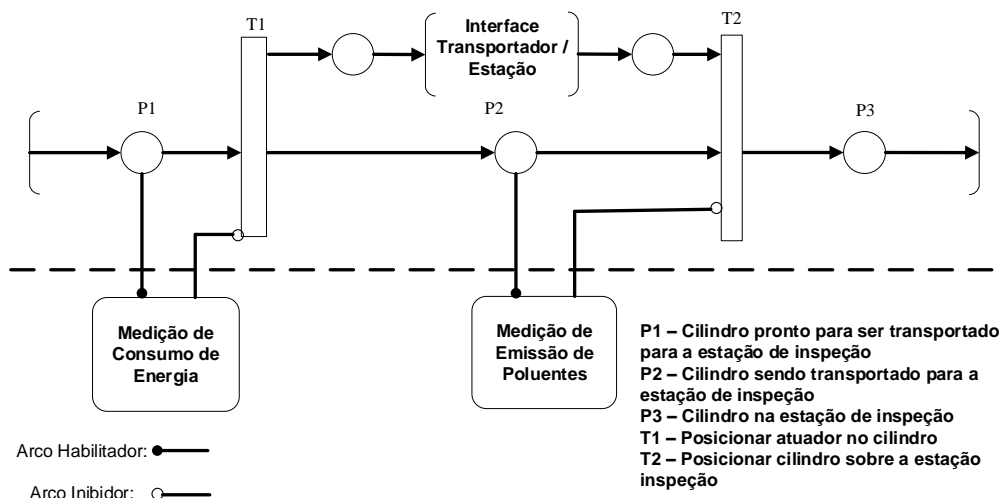 T1
T2
Interface
Transportador /
Estação
P1
P2
P3
Medição de
Consumo de
Energia
Medição de
Emissão de
Poluentes
P1 – Cilindro pronto para ser transportado
para a estação de inspeção
P2 – Cilindro sendo transportado para a
estação de inspeção
P3 – Cilindro na estação de inspeção
T1 – Posicionar atuador no cilindro
T2 – Posicionar cilindro sobre a estação
inspeção
Arco Habilitador:
Arco Inibidor: